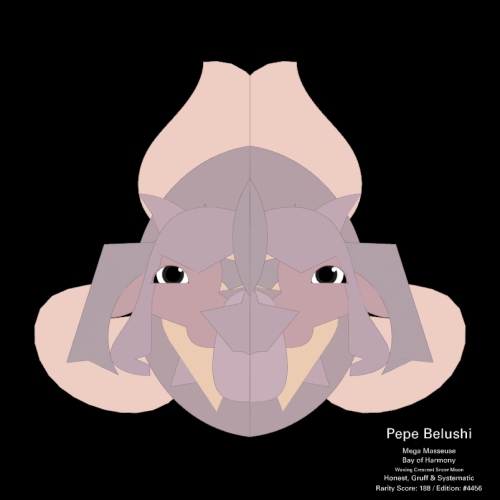 Pepe Belushi
Mega Masseuse
Bay of Harmony
Waxing Crescent Snow Moon
Honest, Gruff & Systematic
Rarity Score: 188 / Edition: #4456